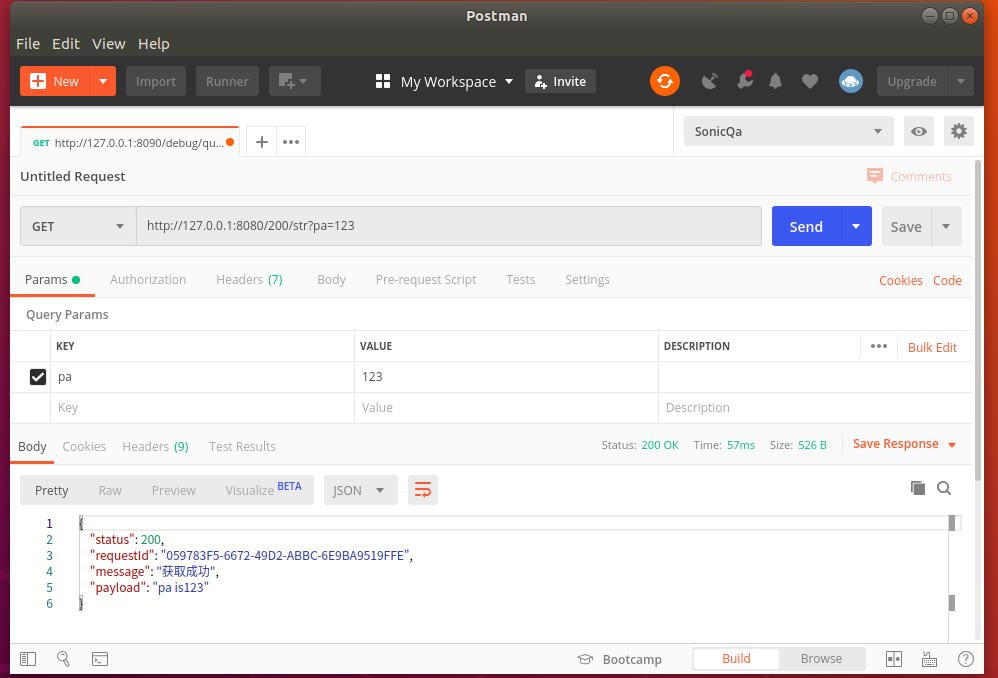 Postman
File Edit View Help
New Import Runner My Workspace Invite Upgrade
GET http://127.0.0.1:8090/debug/qu... SonicQa
Untitled Request Comments
GET http://127.0.0.1:8080/200/str?pa=123 Send Save
Params Authorization Headers (7) Body Pre-request Script Tests Settings Cookies Code
Query Params
KEY VALUE DESCRIPTION Bulk Edit
pa 123
Key Value Description
Body Cookies Headers (9) Test Results Status: 200 OK Time: 57ms Size: 526 B Save Response
Pretty Raw Preview Visualize BETA JSON
1 {
2 "status": 200,
3 "requestId": "059783F5-6672-49D2-ABBC-6E9BA9519FFE",
4 "message": "获取成功",
5 "payload": "pa is123"
6 }
Bootcamp Build Browse